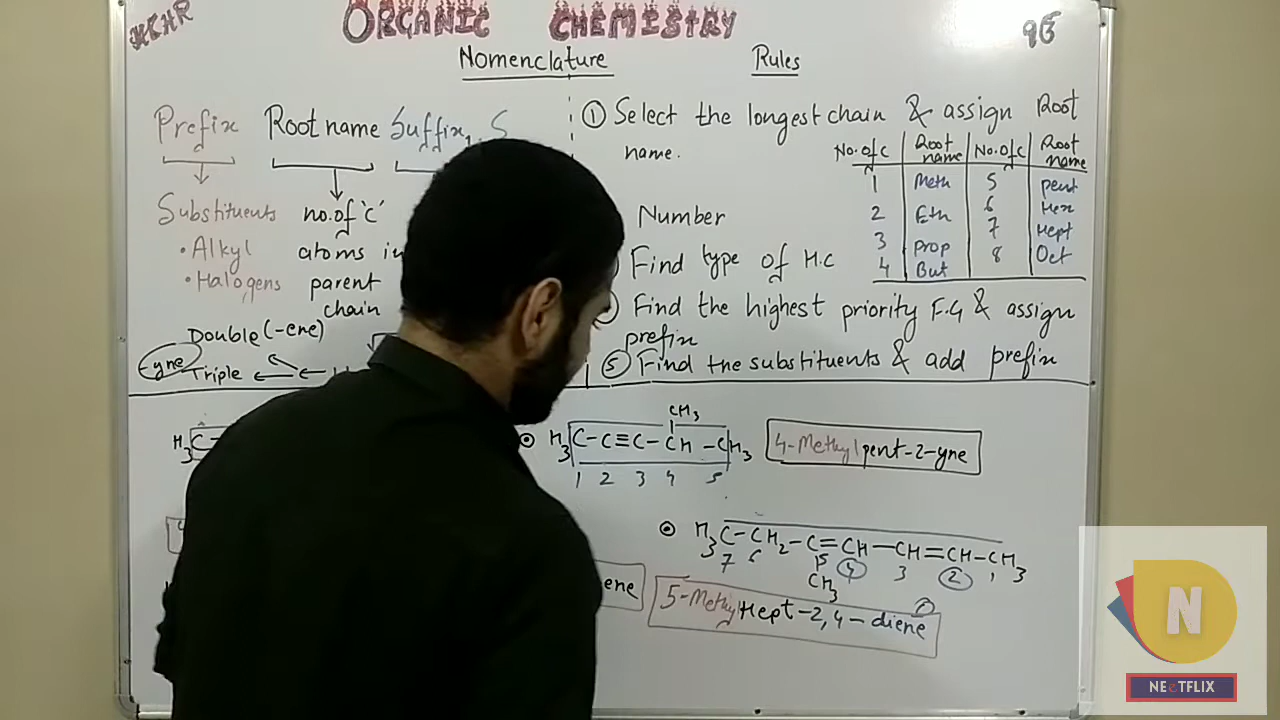 HCHR
ORGANIC CHEMISTRY
Nomenclature Rules
Prefix Root name Suffix, S
Substituents no. of 'C'
• Alkyl atoms in
• Halogens parent
chain
Double (-ene)
Triple
① Select the longest chain & assign Root
name.
No. of C Root name No. of C Root name
1 Meth 5 pent
2 Eth 6 Hex
3 Prop 7 Hept
4 But 8 Oct
Number
Find type of H.C
Find the highest priority F.G & assign
prefix
⑤ Find the substituents & add prefix
H₃C-
CH₃
H₃C-C≡C-CH-CH₃
1 2 3 4 5
4-Methylpent-2-yne
H₃C-CH₂-C=CH-CH=CH-CH₃
7 6 5 4 3 2 1
CH₃
ene
5-Methyl Hept-2,4-diene
N
NEeTFLIX